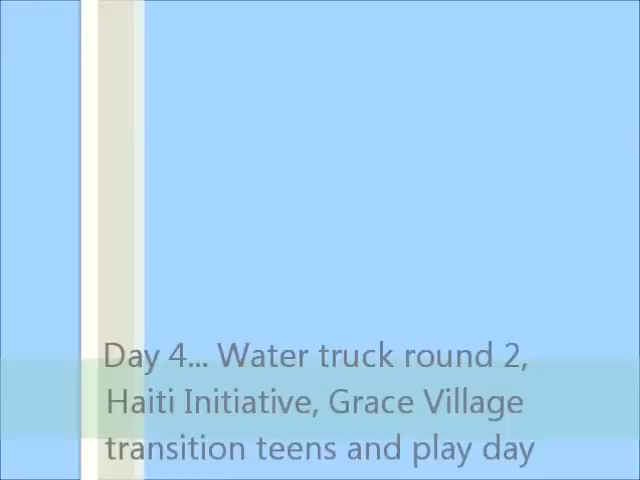 Day 4... Water truck round 2,
Haiti Initiative, Grace Village
transition teens and play day